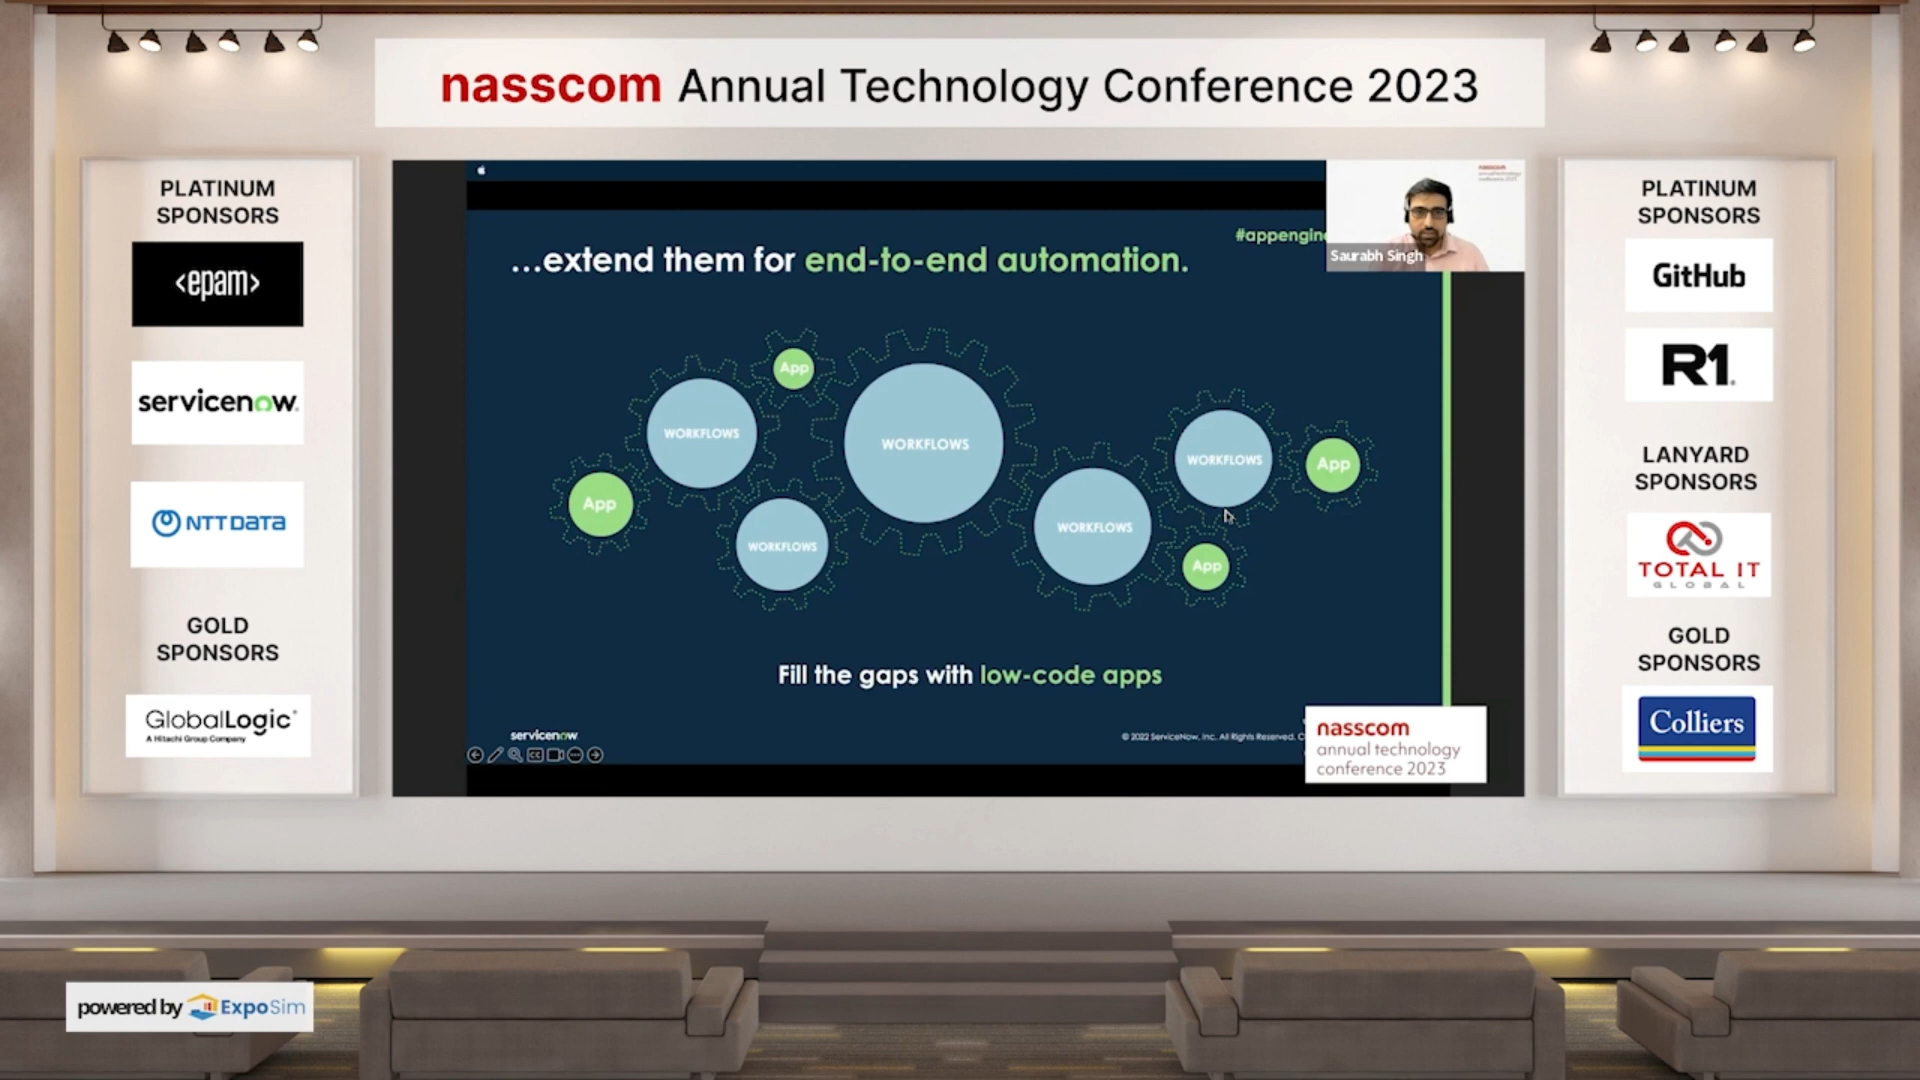 nasscom Annual Technology Conference 2023
PLATINUM
SPONSORS
<epam>
servicenow.
NTT DATA
GOLD
SPONSORS
GlobalLogic
A Hitachi Group Company
#appengine
Saurabh Singh
...extend them for end-to-end automation.
App
WORKFLOWS
WORKFLOWS
WORKFLOWS
App
App
WORKFLOWS
WORKFLOWS
App
App
Fill the gaps with low-code apps
servicenow
© 2022 ServiceNow, Inc. All Rights Reserved. C
CC
nasscom
annual technology
conference 2023
PLATINUM
SPONSORS
GitHub
R1.
LANYARD
SPONSORS
TOTAL IT
GLOBAL
GOLD
SPONSORS
Colliers
powered by ExpoSim